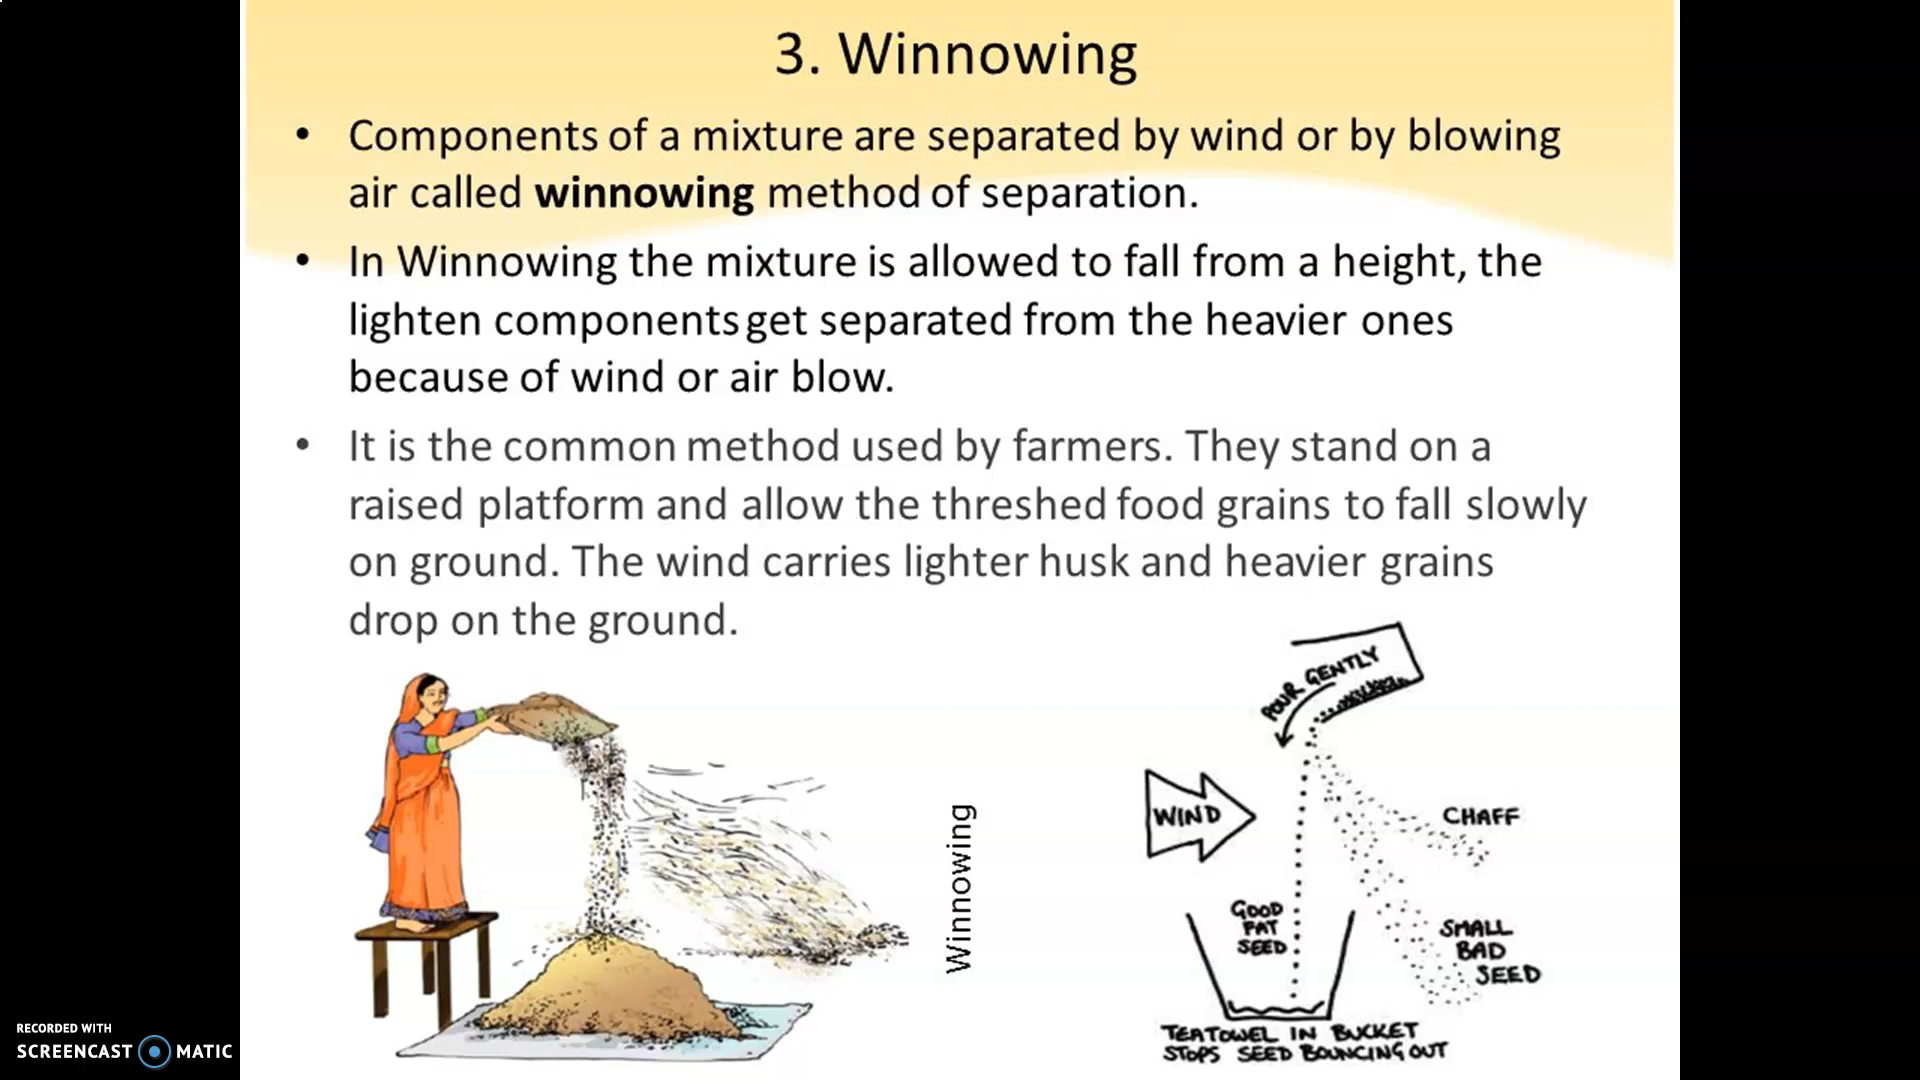 3. Winnowing
• Components of a mixture are separated by wind or by blowing
air called winnowing method of separation.
• In Winnowing the mixture is allowed to fall from a height, the
lighten components get separated from the heavier ones
because of wind or air blow.
• It is the common method used by farmers. They stand on a
raised platform and allow the threshed food grains to fall slowly
on ground. The wind carries lighter husk and heavier grains
drop on the ground.
Winnowing
POUR GENTLY
WIND
CHAFF
GOOD
FAT
SEED
SMALL
BAD
SEED
TEATOWEL IN BUCKET
STOPS SEED BOUNCING OUT
RECORDED WITH
SCREENCAST MATIC